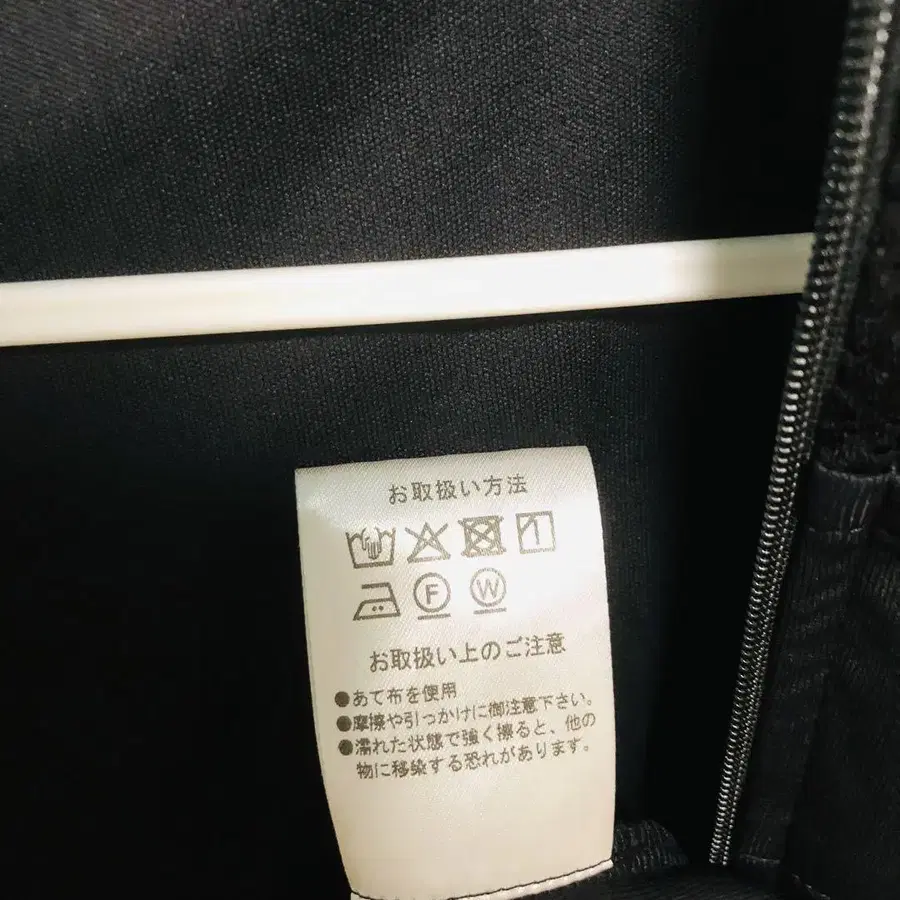 お取扱い方法
F W
お取扱い上のご注意
●あて布を使用
●摩擦や引っかけに御注意下さい。
●濡れた状態で強く擦ると、他の
物に移染する恐れがあります。